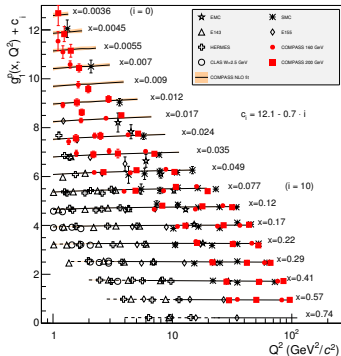 g₁ᵖ(x, Q²) + cᵢ
12
10
8
6
4
2
0
x=0.0036 (i = 0)
x=0.0045
x=0.0055
x=0.007
x=0.009
x=0.012
x=0.017
x=0.024
x=0.035
x=0.049
x=0.077 (i = 10)
x=0.12
x=0.17
x=0.22
x=0.29
x=0.41
x=0.57
x=0.74
EMC
SMC
E143
E155
HERMES
COMPASS 160 GeV
CLAS W>2.5 GeV
COMPASS 200 GeV
COMPASS NLO fit
cᵢ = 12.1 - 0.7 · i
1
10
10²
Q² (GeV²/c²)